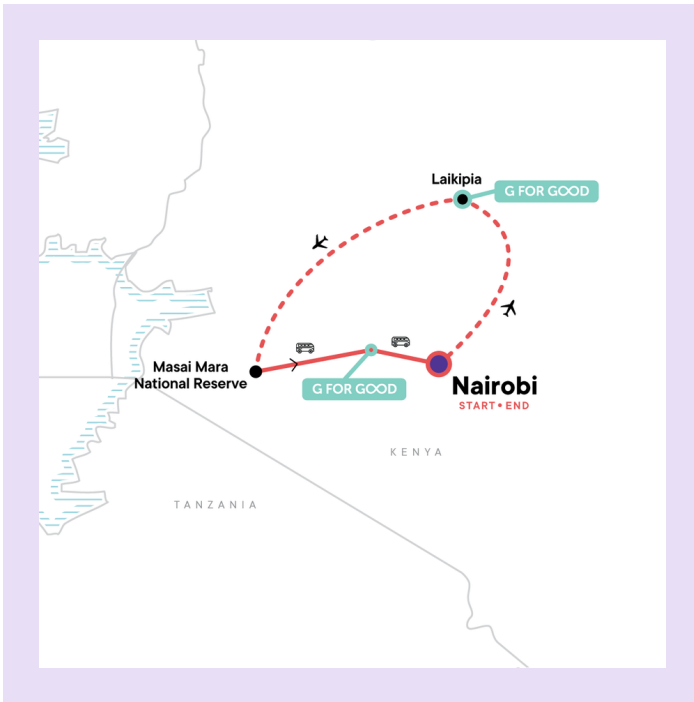 Laikipia
G FOR GOOD
Masai Mara
National Reserve
G FOR GOOD
Nairobi
START • END
KENYA
TANZANIA